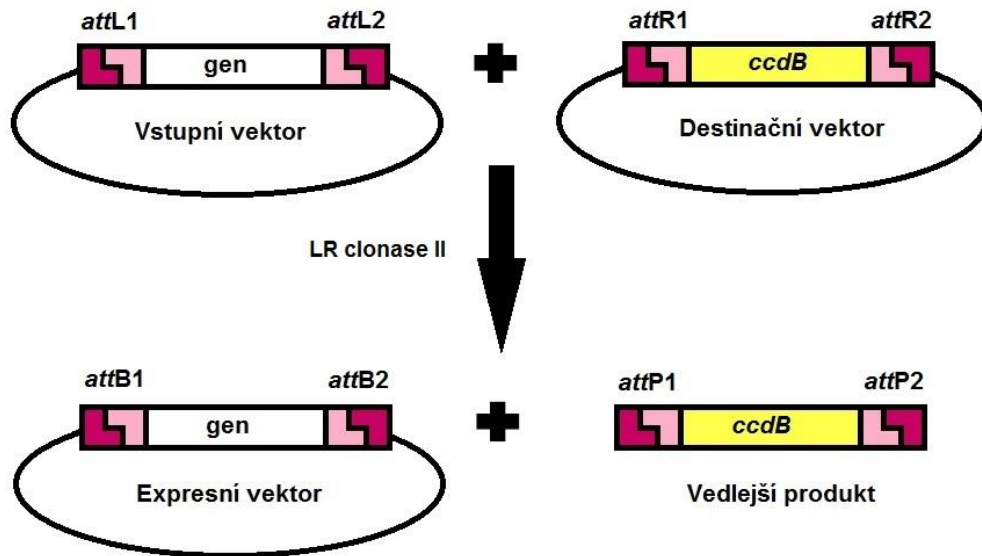 attL1 attL2 attR1 attR2
gen ccdB
Vstupní vektor Destinační vektor
LR clonase II
attB1 attB2 attP1 attP2
gen ccdB
Expresní vektor Vedlejší produkt